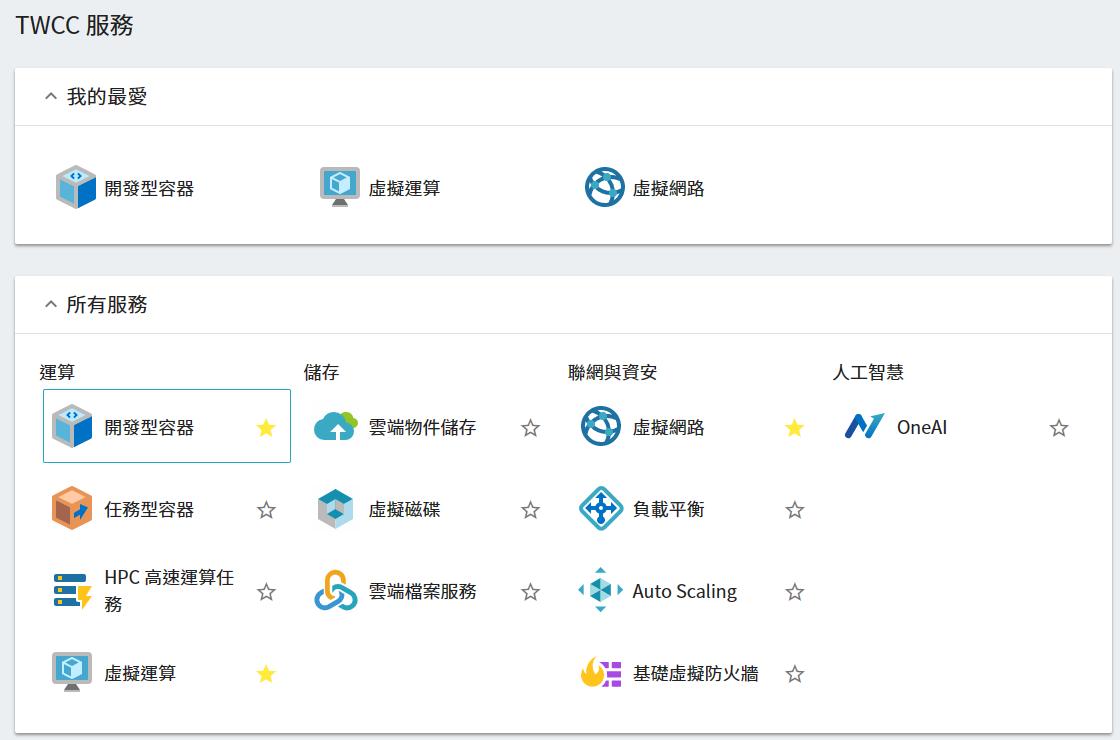 TWCC 服務
我的最愛
開發型容器
虛擬運算
虛擬網路
所有服務
運算
開發型容器
任務型容器
HPC 高速運算任
務
虛擬運算
儲存
雲端物件儲存
虛擬磁碟
雲端檔案服務
聯網與資安
虛擬網路
負載平衡
Auto Scaling
基礎虛擬防火牆
人工智慧
OneAI